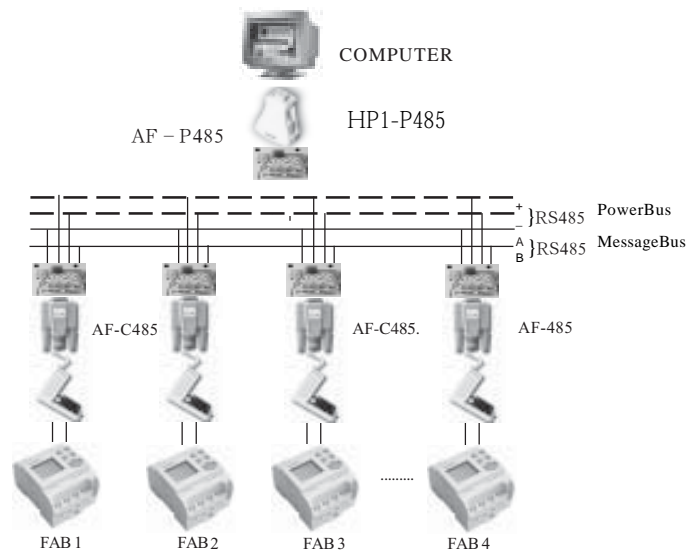 COMPUTER
HP1-P485
AF – P485
+
}RS485 PowerBus
–
A
}RS485 MessageBus
B
AF-C485
AF-C485.
AF-485
FAB 1
FAB 2
FAB 3
.........
FAB 4